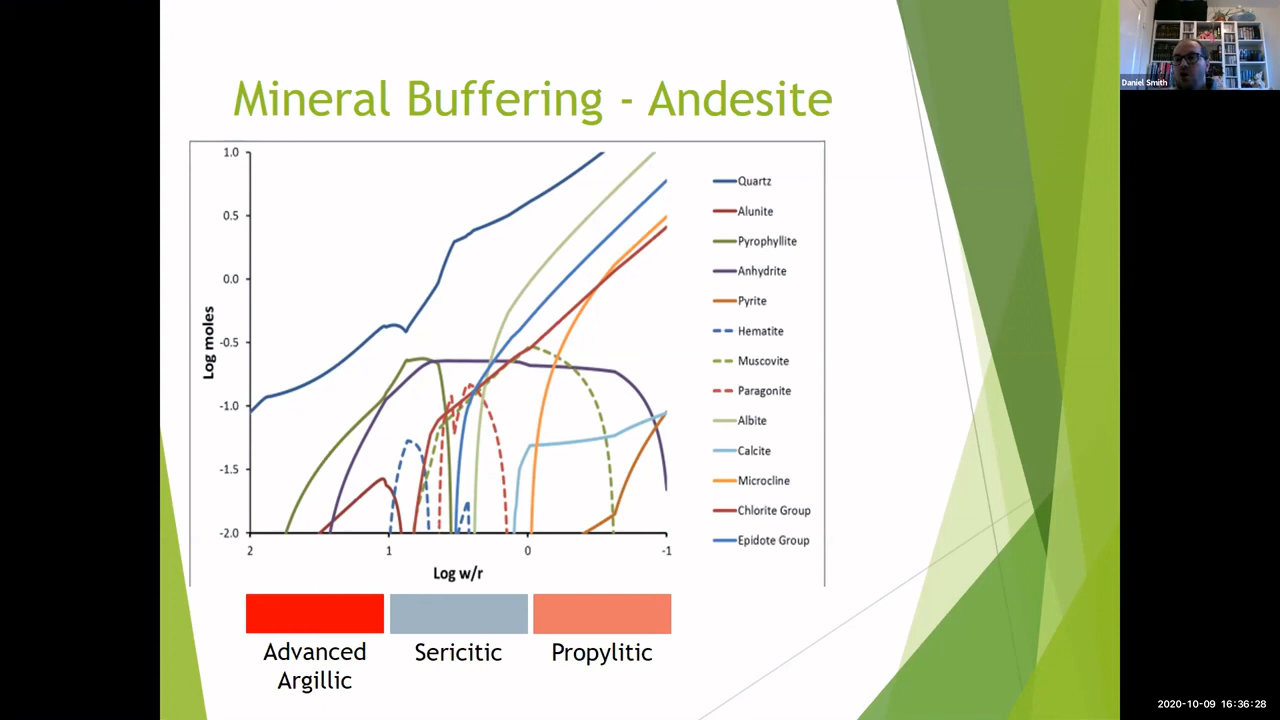 Mineral Buffering - Andesite
Daniel Smith
1.0
0.5
0.0
-0.5
-1.0
-1.5
-2.0
Log moles
2
1
0
-1
Log w/r
Quartz
Alunite
Pyrophyllite
Anhydrite
Pyrite
Hematite
Muscovite
Paragonite
Albite
Calcite
Microcline
Chlorite Group
Epidote Group
Advanced
Argillic
Sericitic
Propylitic
2020-10-09 16:36:28